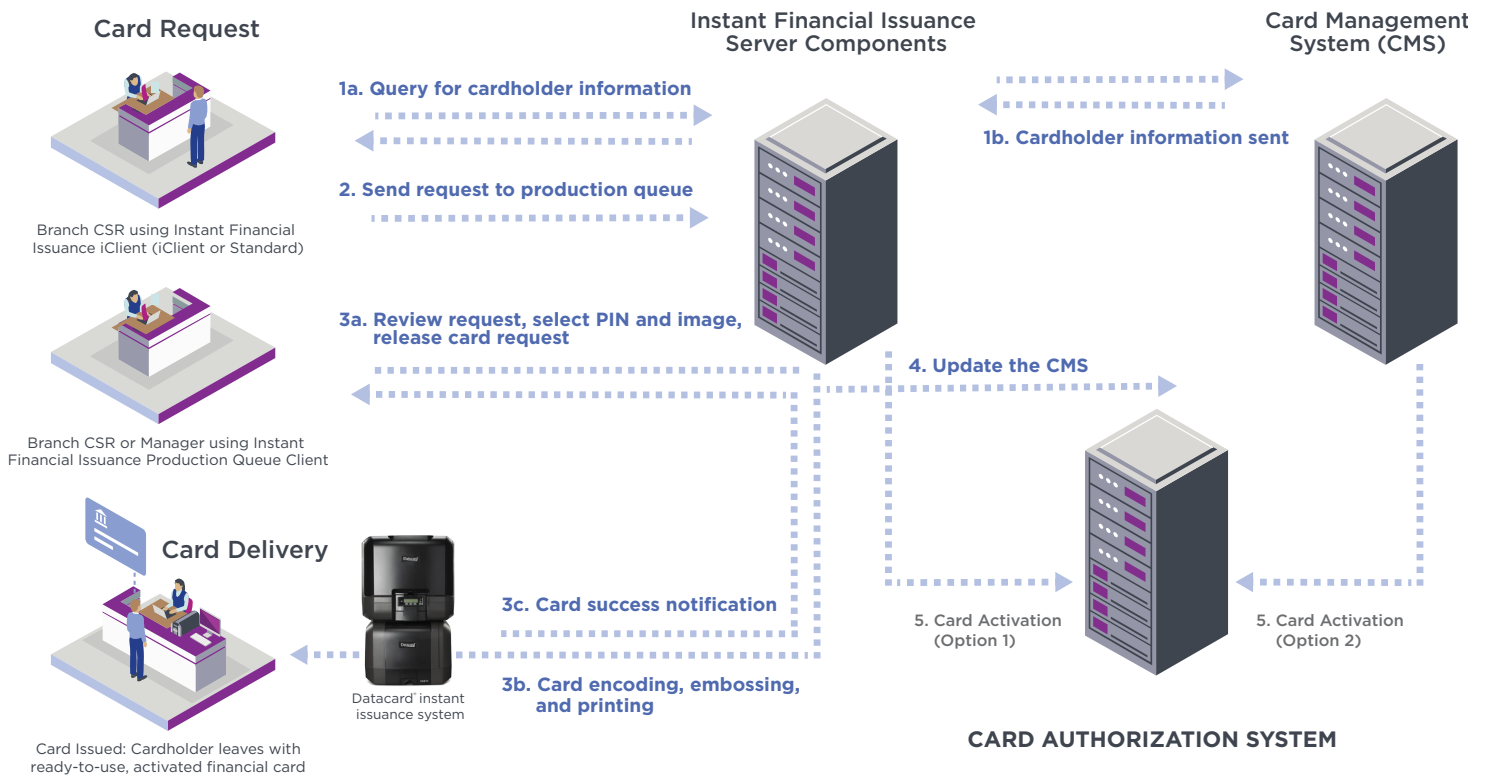 Card Request
Instant Financial Issuance
Server Components
Card Management
System (CMS)
1a. Query for cardholder information
1b. Cardholder information sent
2. Send request to production queue
Branch CSR using Instant Financial
Issuance iClient (iClient or Standard)
3a. Review request, select PIN and image,
release card request
4. Update the CMS
Branch CSR or Manager using Instant
Financial Issuance Production Queue Client
Card Delivery
3c. Card success notification
5. Card Activation
(Option 1)
5. Card Activation
(Option 2)
3b. Card encoding, embossing,
and printing
Datacard® instant
issuance system
Card Issued: Cardholder leaves with
ready-to-use, activated financial card
CARD AUTHORIZATION SYSTEM